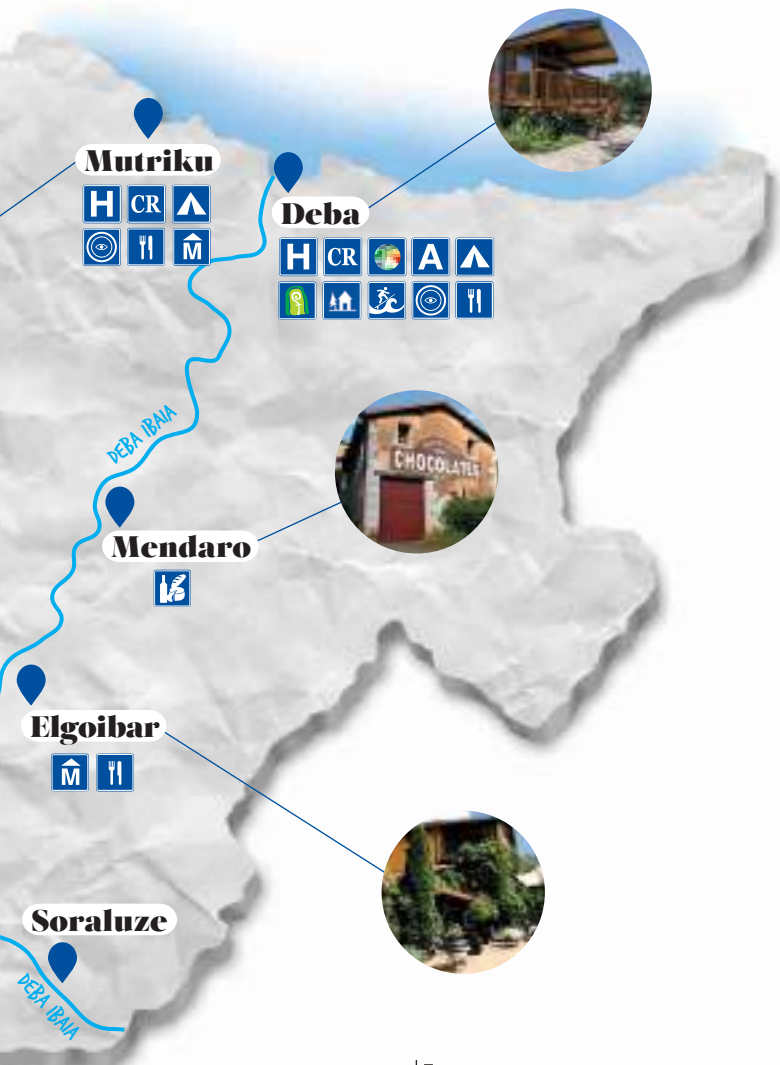 Mutriku
H CR
M
Deba
H CR A
DEBA IBAIA
CHOCOLATES
Mendaro
Elgoibar
M
Soraluze
DEBA IBAIA